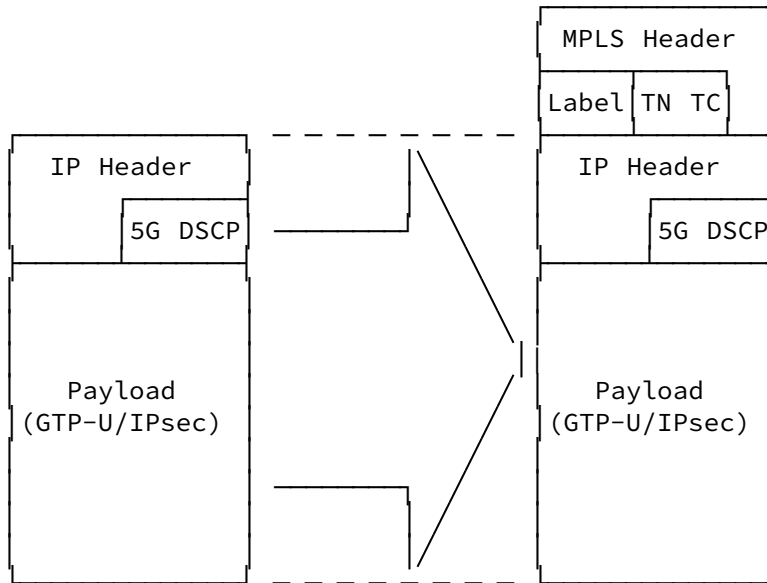 MPLS Header
Label TN TC
IP Header
5G DSCP
Payload
(GTP-U/IPsec)
IP Header
5G DSCP
Payload
(GTP-U/IPsec)